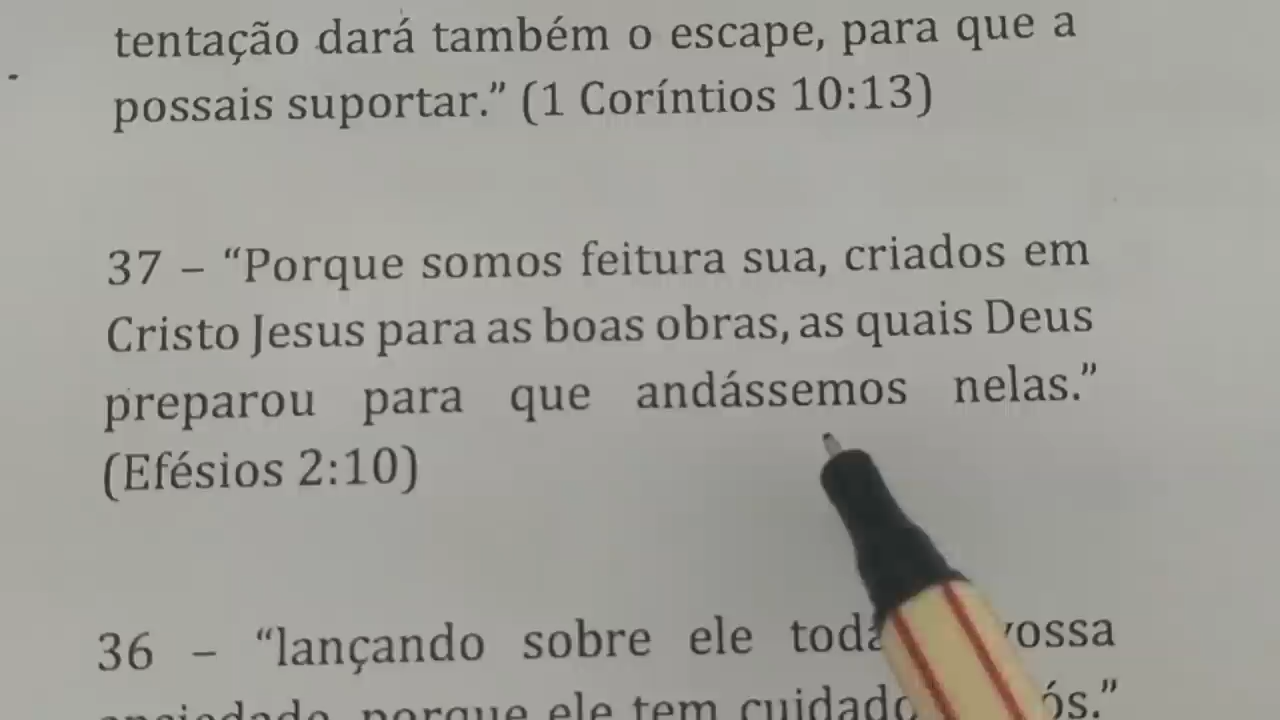 tentação dará também o escape, para que a
possais suportar.” (1 Coríntios 10:13)
37 – “Porque somos feitura sua, criados em
Cristo Jesus para as boas obras, as quais Deus
preparou para que andássemos nelas.”
(Efésios 2:10)
36 – “lançando sobre ele toda vossa
ansiedade, porque ele tem cuidado vós.”